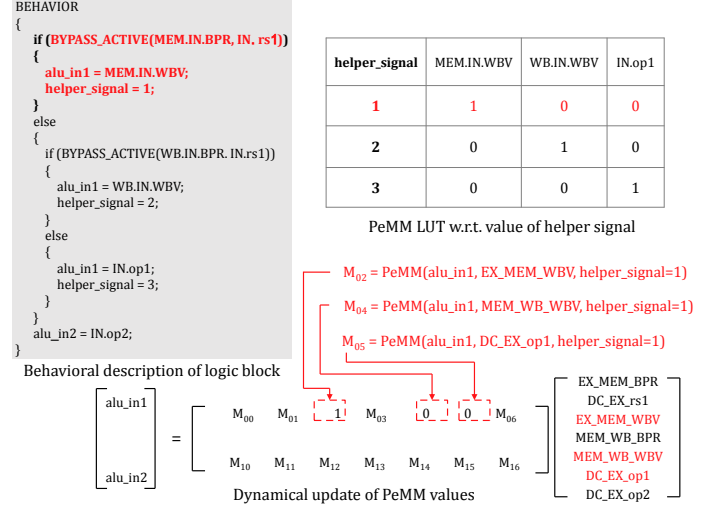 BEHAVIOR
{
if (BYPASS_ACTIVE(MEM.IN.BPR, IN, rs1))
{
alu_in1 = MEM.IN.WBV;
helper_signal = 1;
}
else
{
if (BYPASS_ACTIVE(WB.IN.BPR. IN.rs1))
{
alu_in1 = WB.IN.WBV;
helper_signal = 2;
}
else
{
alu_in1 = IN.op1;
helper_signal = 3;
}
}
alu_in2 = IN.op2;
}
Behavioral description of logic block
helper_signal MEM.IN.WBV WB.IN.WBV IN.op1
1 1 0 0
2 0 1 0
3 0 0 1
PeMM LUT w.r.t. value of helper signal
M02 = PeMM(alu_in1, EX_MEM_WBV, helper_signal=1)
M04 = PeMM(alu_in1, MEM_WB_WBV, helper_signal=1)
M05 = PeMM(alu_in1, DC_EX_op1, helper_signal=1)
alu_in1
alu_in2
=
M00 M01 1 M03 0 0 M06
M10 M11 M12 M13 M14 M15 M16
EX_MEM_BPR
DC_EX_rs1
EX_MEM_WBV
MEM_WB_BPR
MEM_WB_WBV
DC_EX_op1
DC_EX_op2
Dynamical update of PeMM values